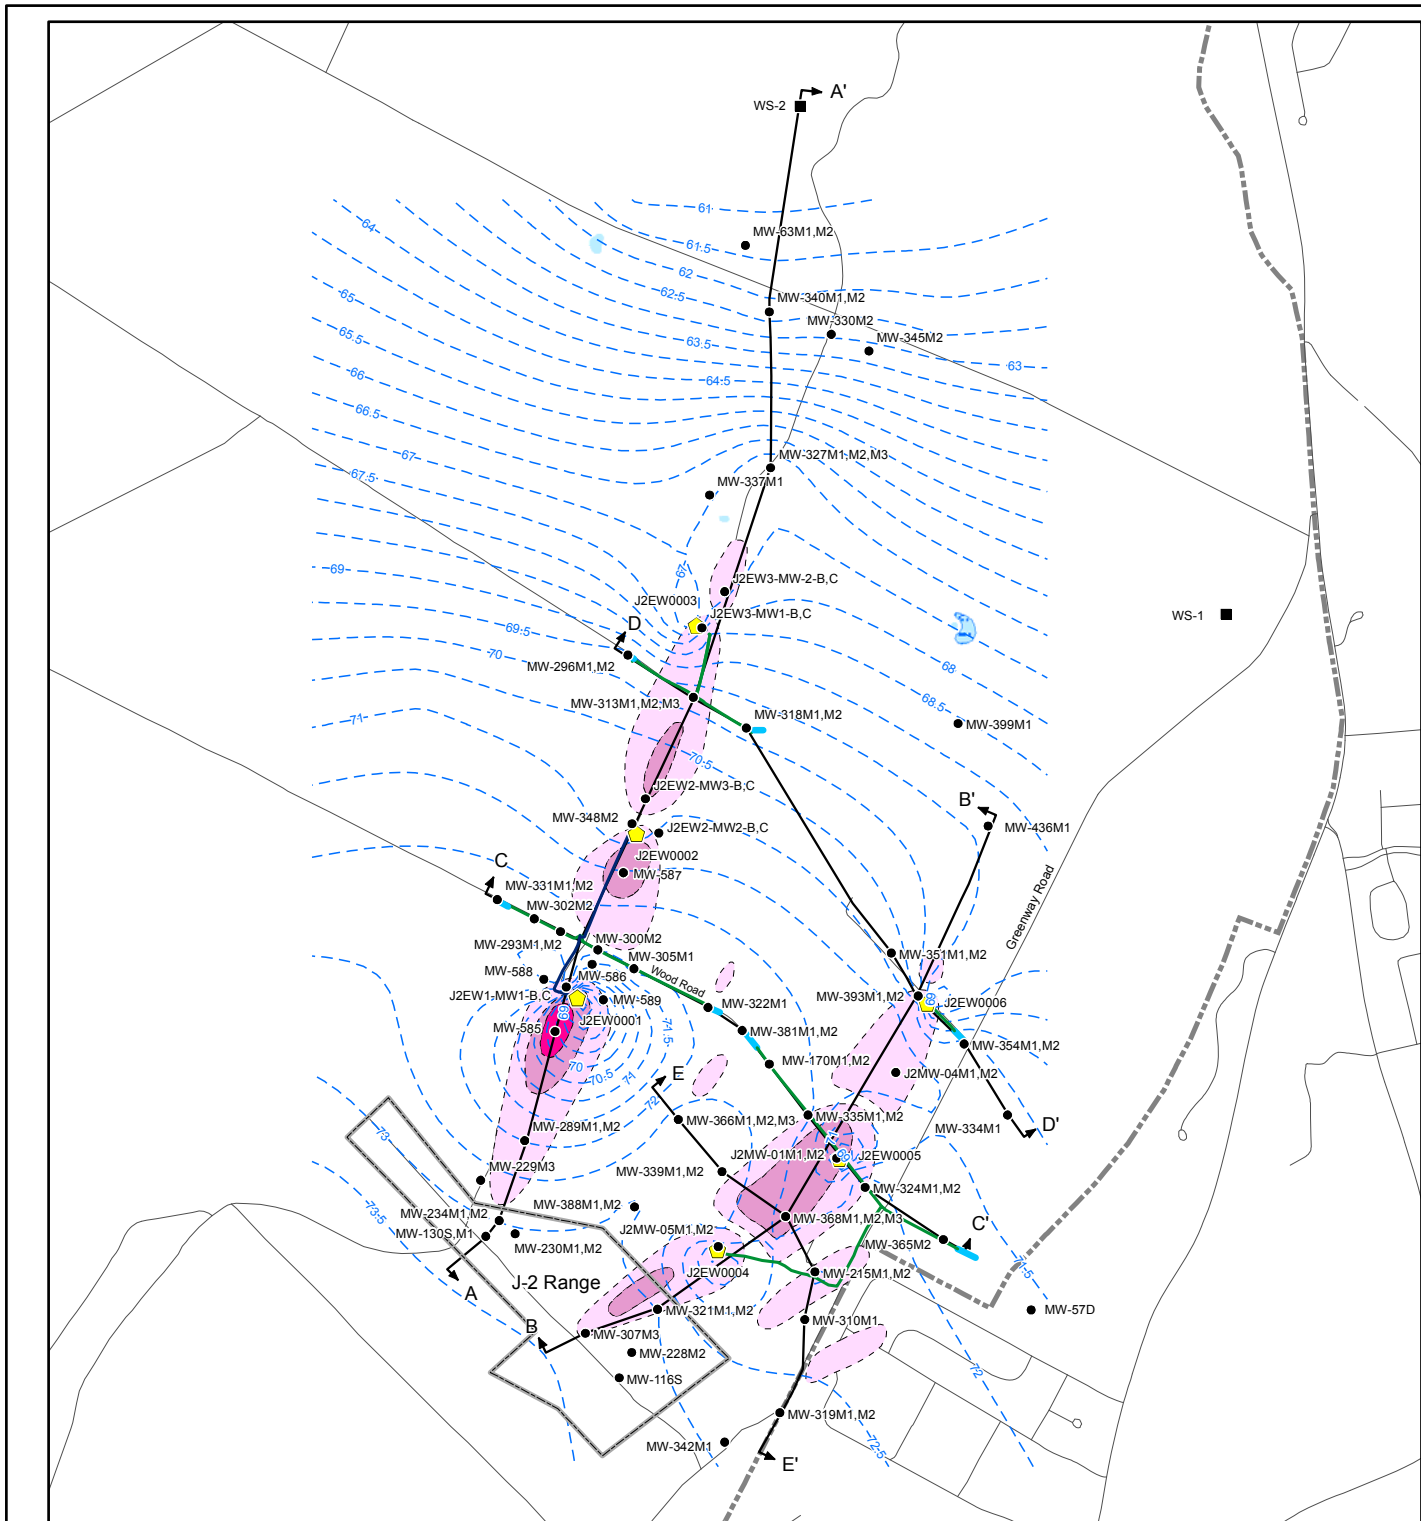 A'
WS-2
61
64
MW-63M1,M2
61.5
62
65
62.5
MW-340M1,M2
MW-330M2
65.5
63.5
MW-345M2
63
66
64.5
66.5
67
MW-327M1,M2,M3
67.5
MW-337M1
69
67
J2EW3-MW-2-B,C
J2EW0003
J2EW3-MW1-B,C
WS-1
D
69.5
70
MW-296M1,M2
68
MW-313M1,M2,M3
68.5
71
MW-318M1,M2
MW-399M1
70.5
J2EW2-MW3-B,C
B'
MW-348M2
J2EW2-MW2-B,C
MW-436M1
C
J2EW0002
MW-587
MW-331M1,M2
MW-302M2
Greenway Road
MW-293M1,M2
MW-300M2
MW-305M1
MW-351M1,M2
MW-588
MW-586
Wood Road
J2EW1-MW1-B,C
MW-589
MW-393M1,M2
69
J2EW0006
MW-322M1
69
J2EW0001
MW-585
71.5
MW-381M1,M2
MW-354M1,M2
70
70.5
71
MW-170M1,M2
J2MW-04M1,M2
E
72
MW-366M1,M2,M3
MW-335M1,M2
MW-334M1
D'
73
MW-289M1,M2
71
J2MW-01M1,M2
69
J2EW0005
MW-229M3
MW-339M1,M2
MW-324M1,M2
73.5
MW-388M1,M2
MW-234M1,M2
MW-368M1,M2,M3
C'
MW-130S,M1
J2MW-05M1,M2
MW-365M2
MW-230M1,M2
J-2 Range
A
J2EW0004
MW-215M1,M2
71.5
MW-321M1,M2
MW-57D
B
MW-307M3
MW-310M1
MW-228M2
72
MW-116S
MW-319M1,M2
MW-342M1
72.5
E'